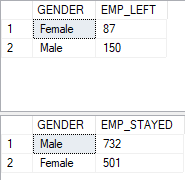 GENDER EMP_LEFT
1 Female 87
2 Male 150
GENDER EMP_STAYED
1 Male 732
2 Female 501